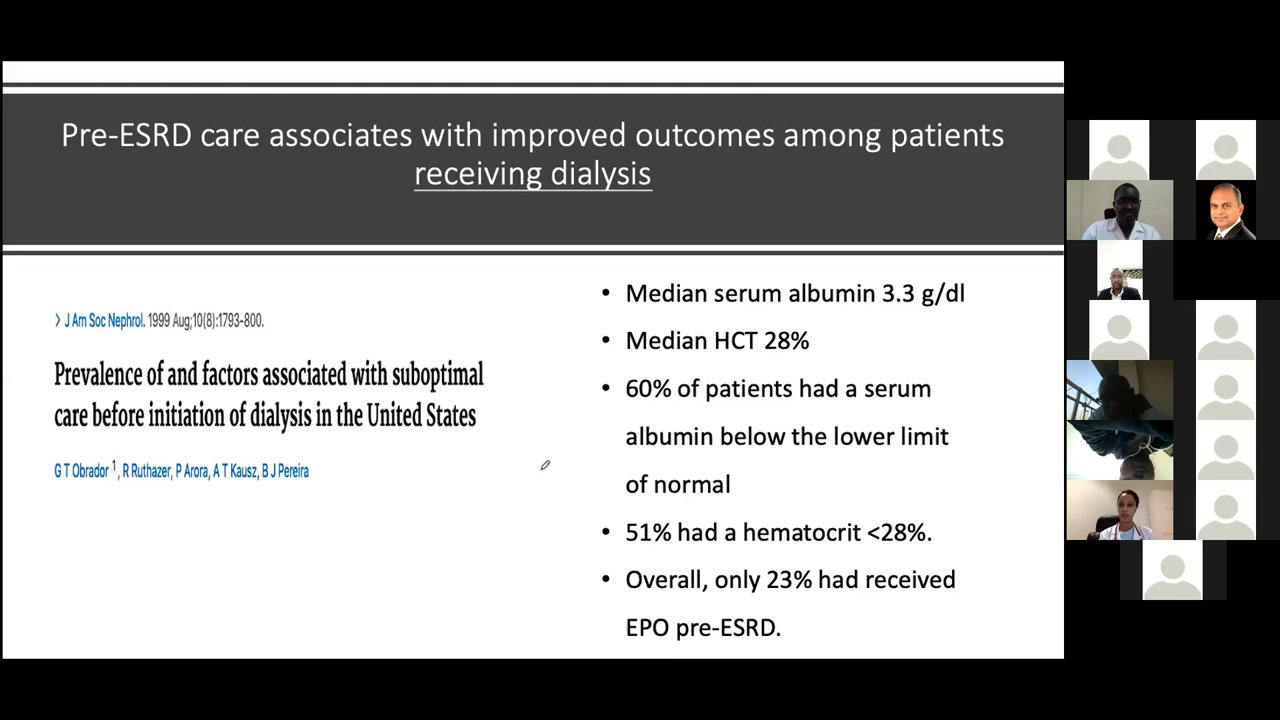 Pre-ESRD care associates with improved outcomes among patients
receiving dialysis
> J Am Soc Nephrol. 1999 Aug;10(8):1793-800.
Prevalence of and factors associated with suboptimal
care before initiation of dialysis in the United States
G T Obrador 1, R Ruthazer, P Arora, A T Kausz, B J Pereira
• Median serum albumin 3.3 g/dl
• Median HCT 28%
• 60% of patients had a serum
albumin below the lower limit
of normal
• 51% had a hematocrit <28%.
• Overall, only 23% had received
EPO pre-ESRD.